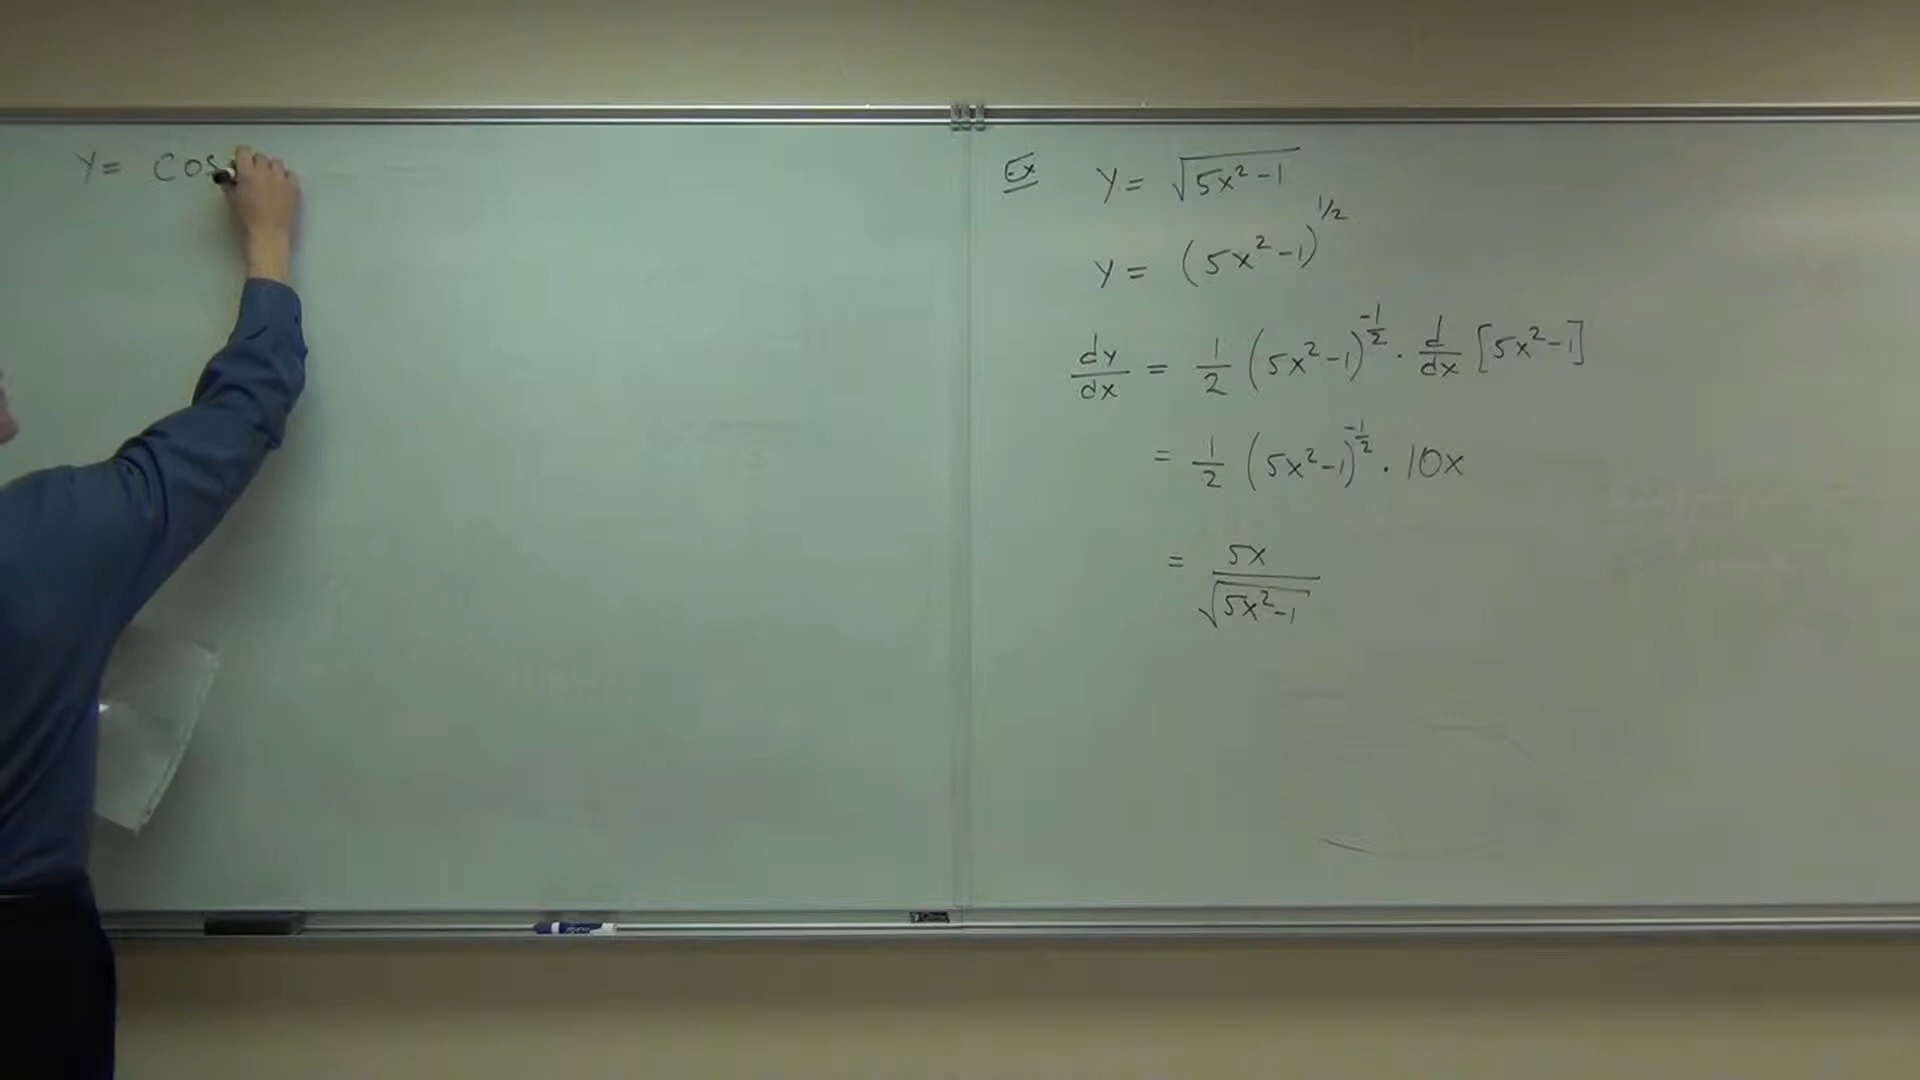 y = cos
Ex y = √(5x² - 1)
y = (5x² - 1)^(1/2)
dy/dx = 1/2 (5x² - 1)^(-1/2) · d/dx [5x² - 1]
= 1/2 (5x² - 1)^(-1/2) · 10x
= 5x / √(5x² - 1)